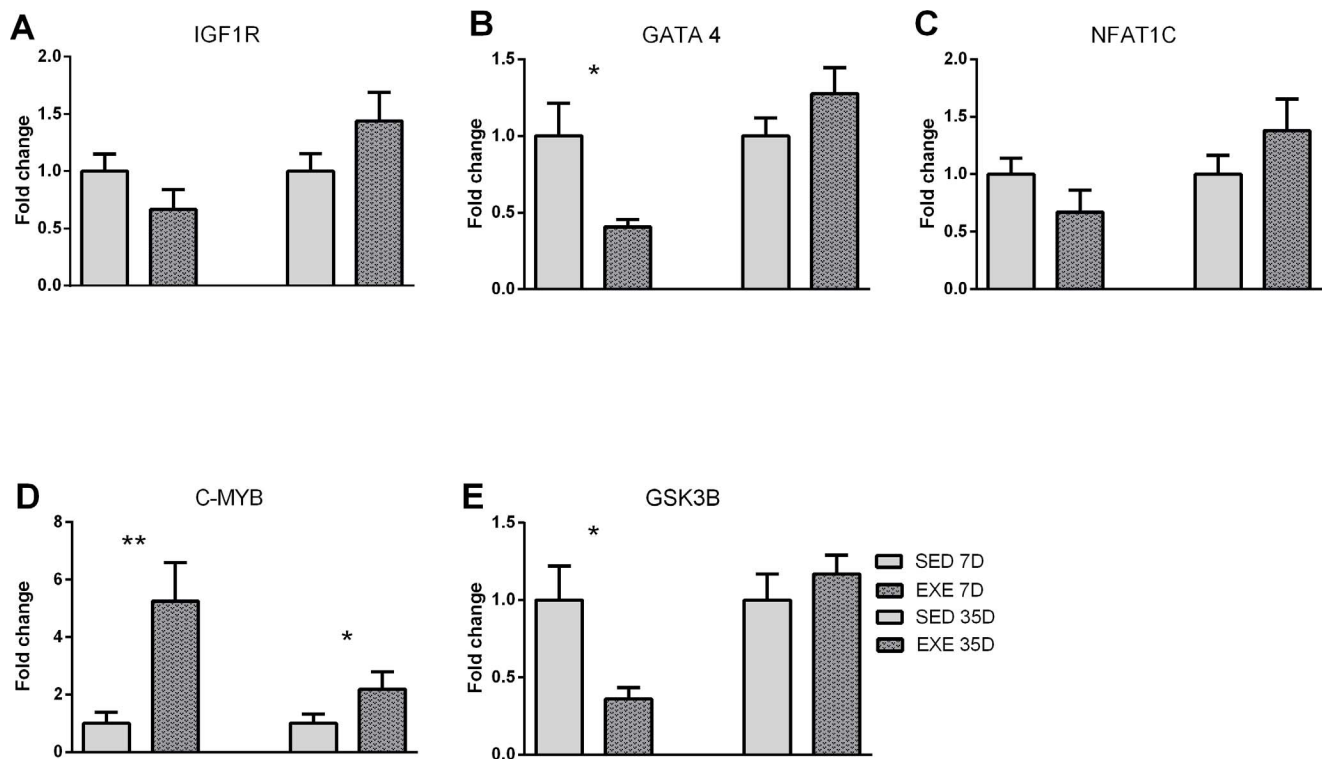 A
IGF1R
Fold change
2.0
1.5
1.0
0.5
0.0
B
GATA 4
Fold change
1.5
*
1.0
0.5
0.0
C
NFAT1C
Fold change
2.0
1.5
1.0
0.5
0.0
D
C-MYB
Fold change
8
6
4
2
0
**
*
E
GSK3B
Fold change
1.5
*
1.0
0.5
0.0
SED 7D
EXE 7D
SED 35D
EXE 35D